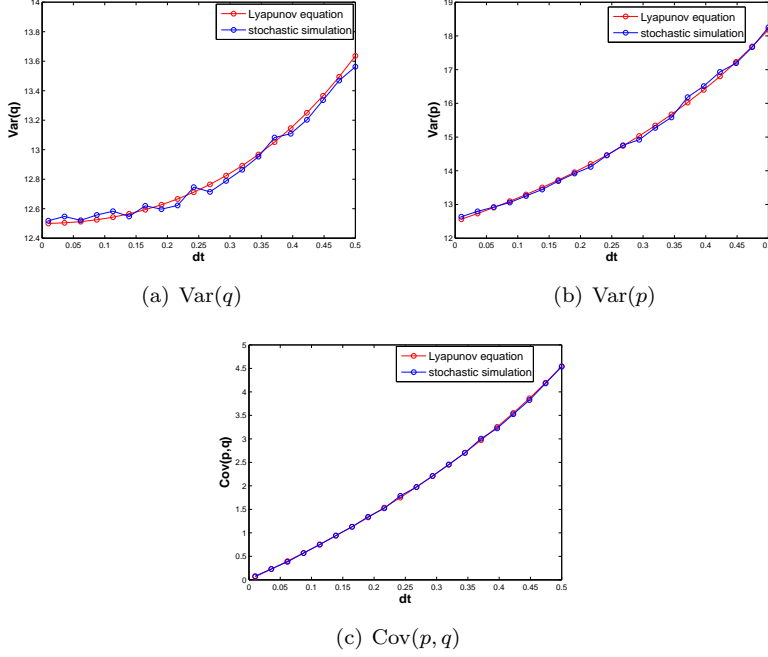 14
13.8
13.6
13.4
13.2
13
12.8
12.6
12.4
Var(q)
Lyapunov equation
stochastic simulation
0 0.05 0.1 0.15 0.2 0.25 0.3 0.35 0.4 0.45 0.5
dt
(a) Var(q)
19
18
17
16
15
14
13
12
Var(p)
Lyapunov equation
stochastic simulation
0 0.05 0.1 0.15 0.2 0.25 0.3 0.35 0.4 0.45 0.5
dt
(b) Var(p)
5
4.5
4
3.5
3
2.5
2
1.5
1
0.5
0
Cov(p,q)
Lyapunov equation
stochastic simulation
0 0.05 0.1 0.15 0.2 0.25 0.3 0.35 0.4 0.45 0.5
dt
(c) Cov(p, q)